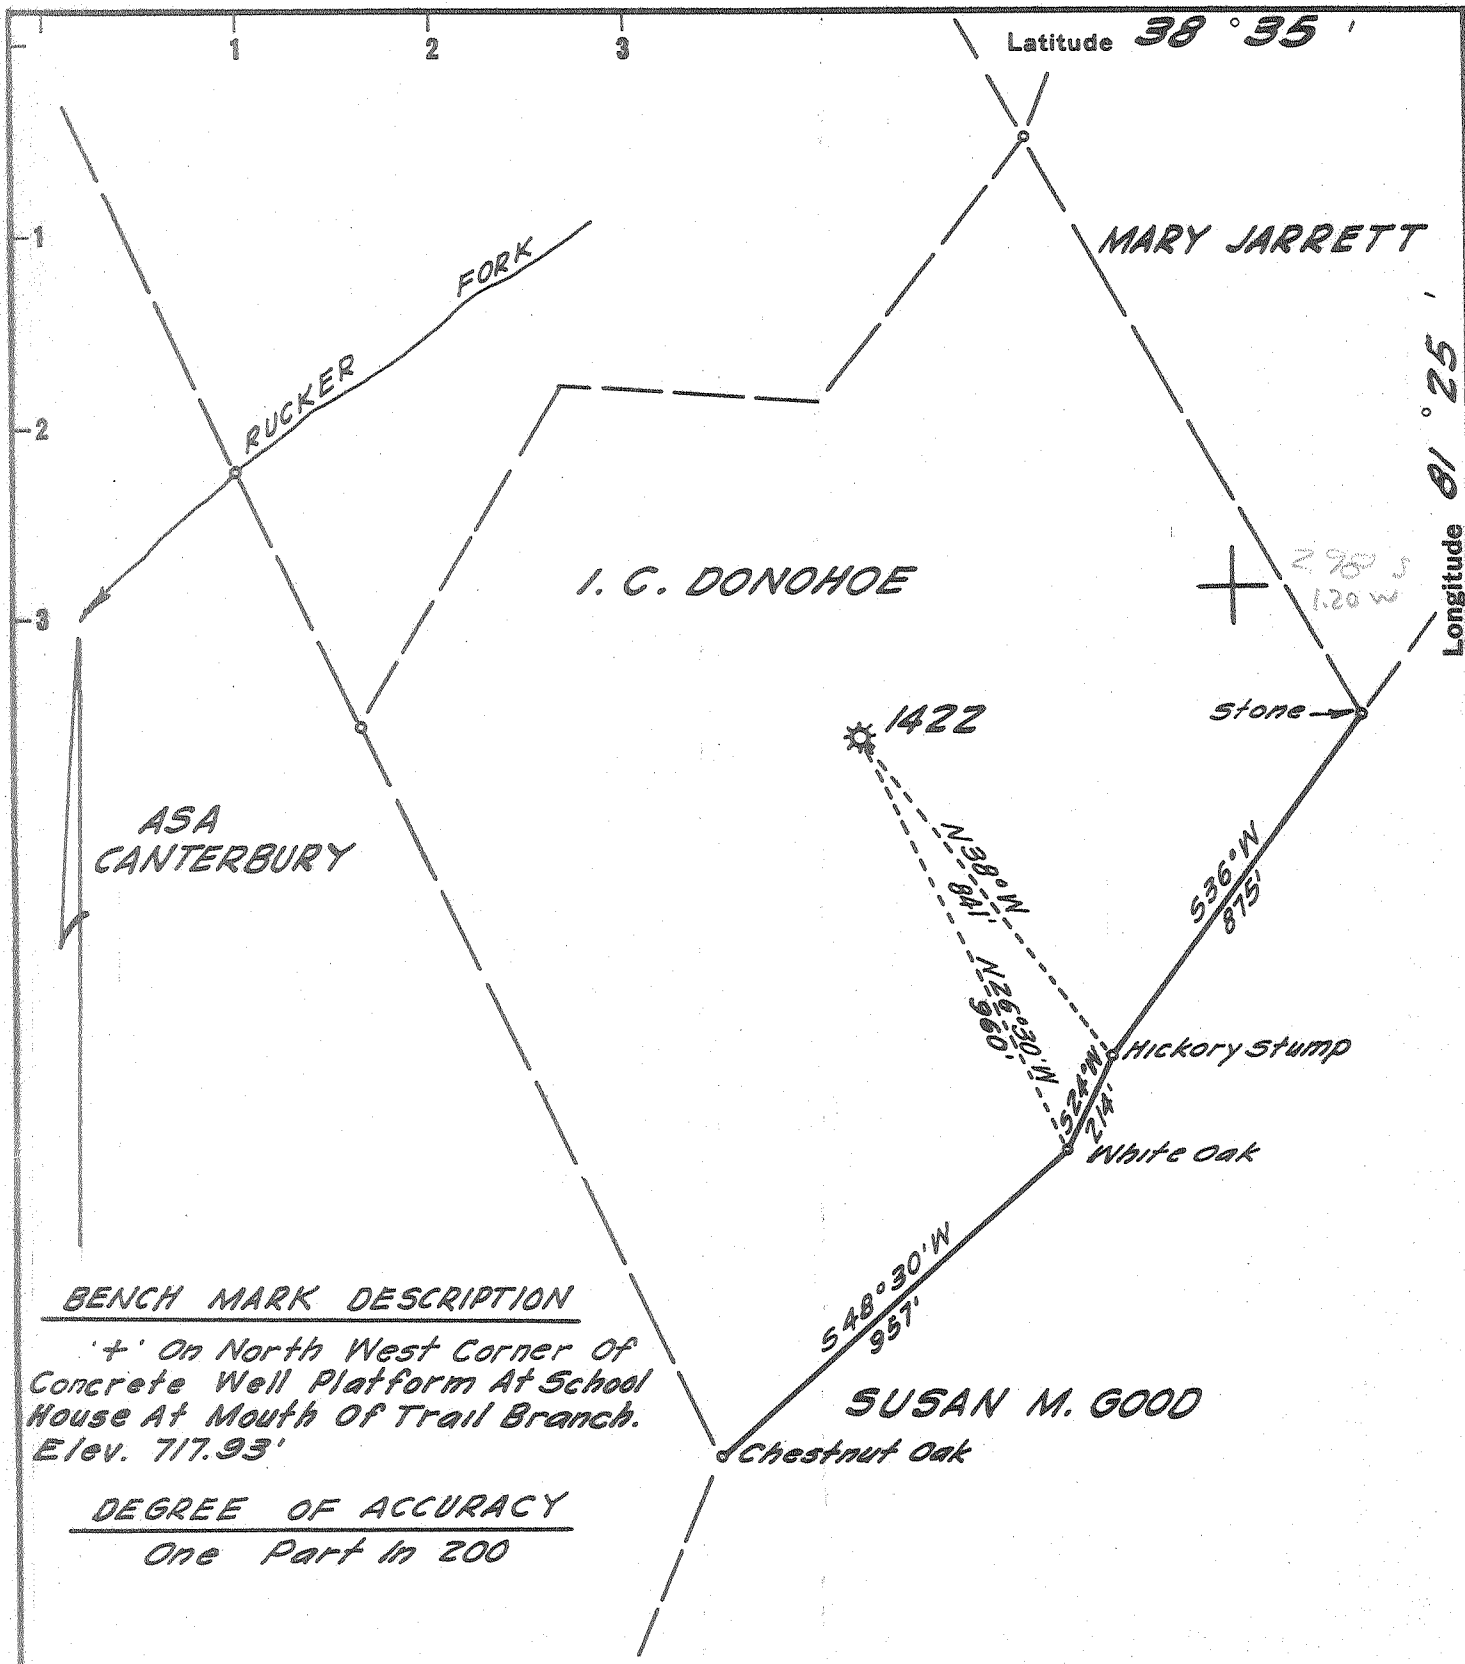 Latitude 38 ° 35 '
1
2
3
1
2
3
MARY JARRETT
Longitude 81 ° 25 '
RUCKER FORK
I. C. DONOHOE
1.20 W
Stone
1422
ASA
CANTERBURY
N38°W
841'
S36°W
875'
N26°30'W
960'
S24°W
214'
Hickory Stump
White Oak
S48°30'W
957'
BENCH MARK DESCRIPTION
'+' On North West Corner Of
Concrete Well Platform At School
House At Mouth Of Trail Branch.
Elev. 717.93'
SUSAN M. GOOD
Chestnut Oak
DEGREE OF ACCURACY
One Part In 200